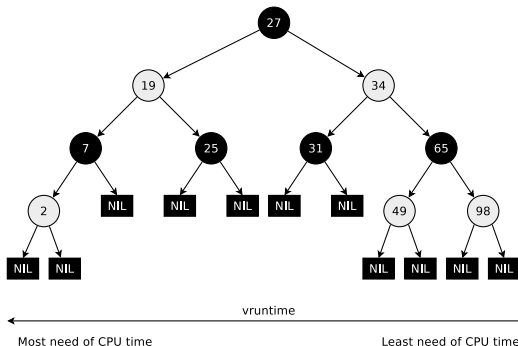 27
19 34
7 25 31 65
2 NIL NIL NIL NIL NIL 49 98
NIL NIL NIL NIL NIL NIL
vruntime
Most need of CPU time Least need of CPU time